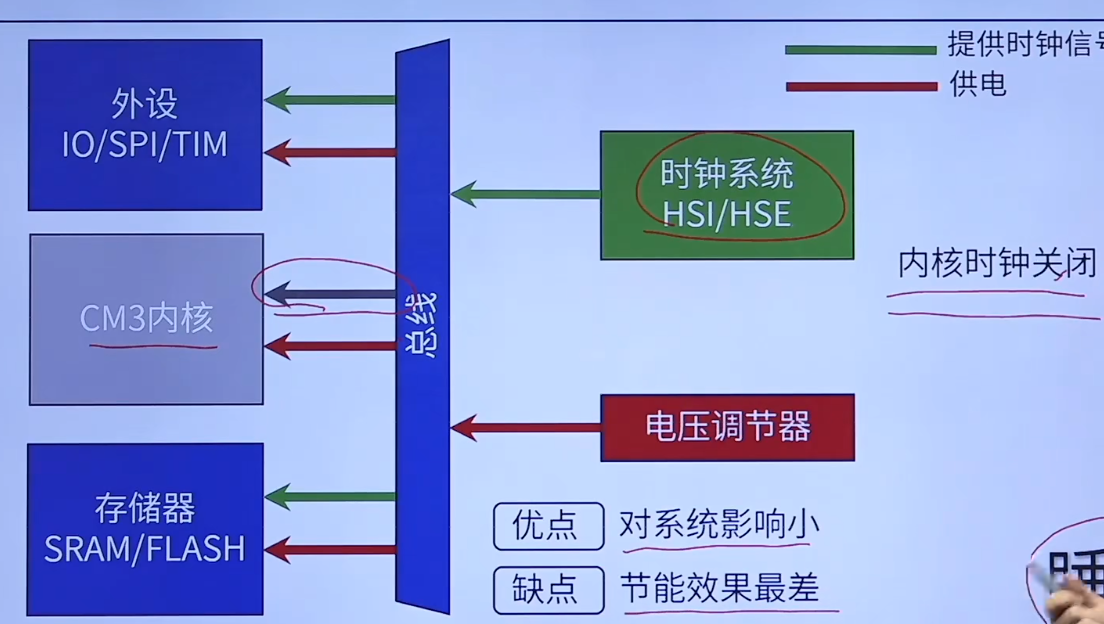 外设
IO/SPI/TIM
CM3内核
存储器
SRAM/FLASH
总线
提供时钟信
供电
时钟系统
HSI/HSE
内核时钟关闭
电压调节器
优点
对系统影响小
缺点
节能效果最差